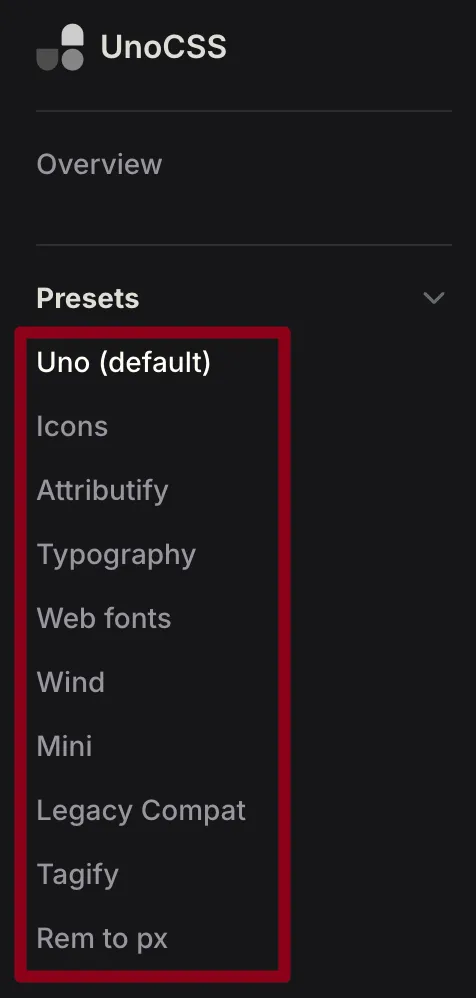 UnoCSS
Overview
Presets
Uno (default)
Icons
Attributify
Typography
Web fonts
Wind
Mini
Legacy Compat
Tagify
Rem to px